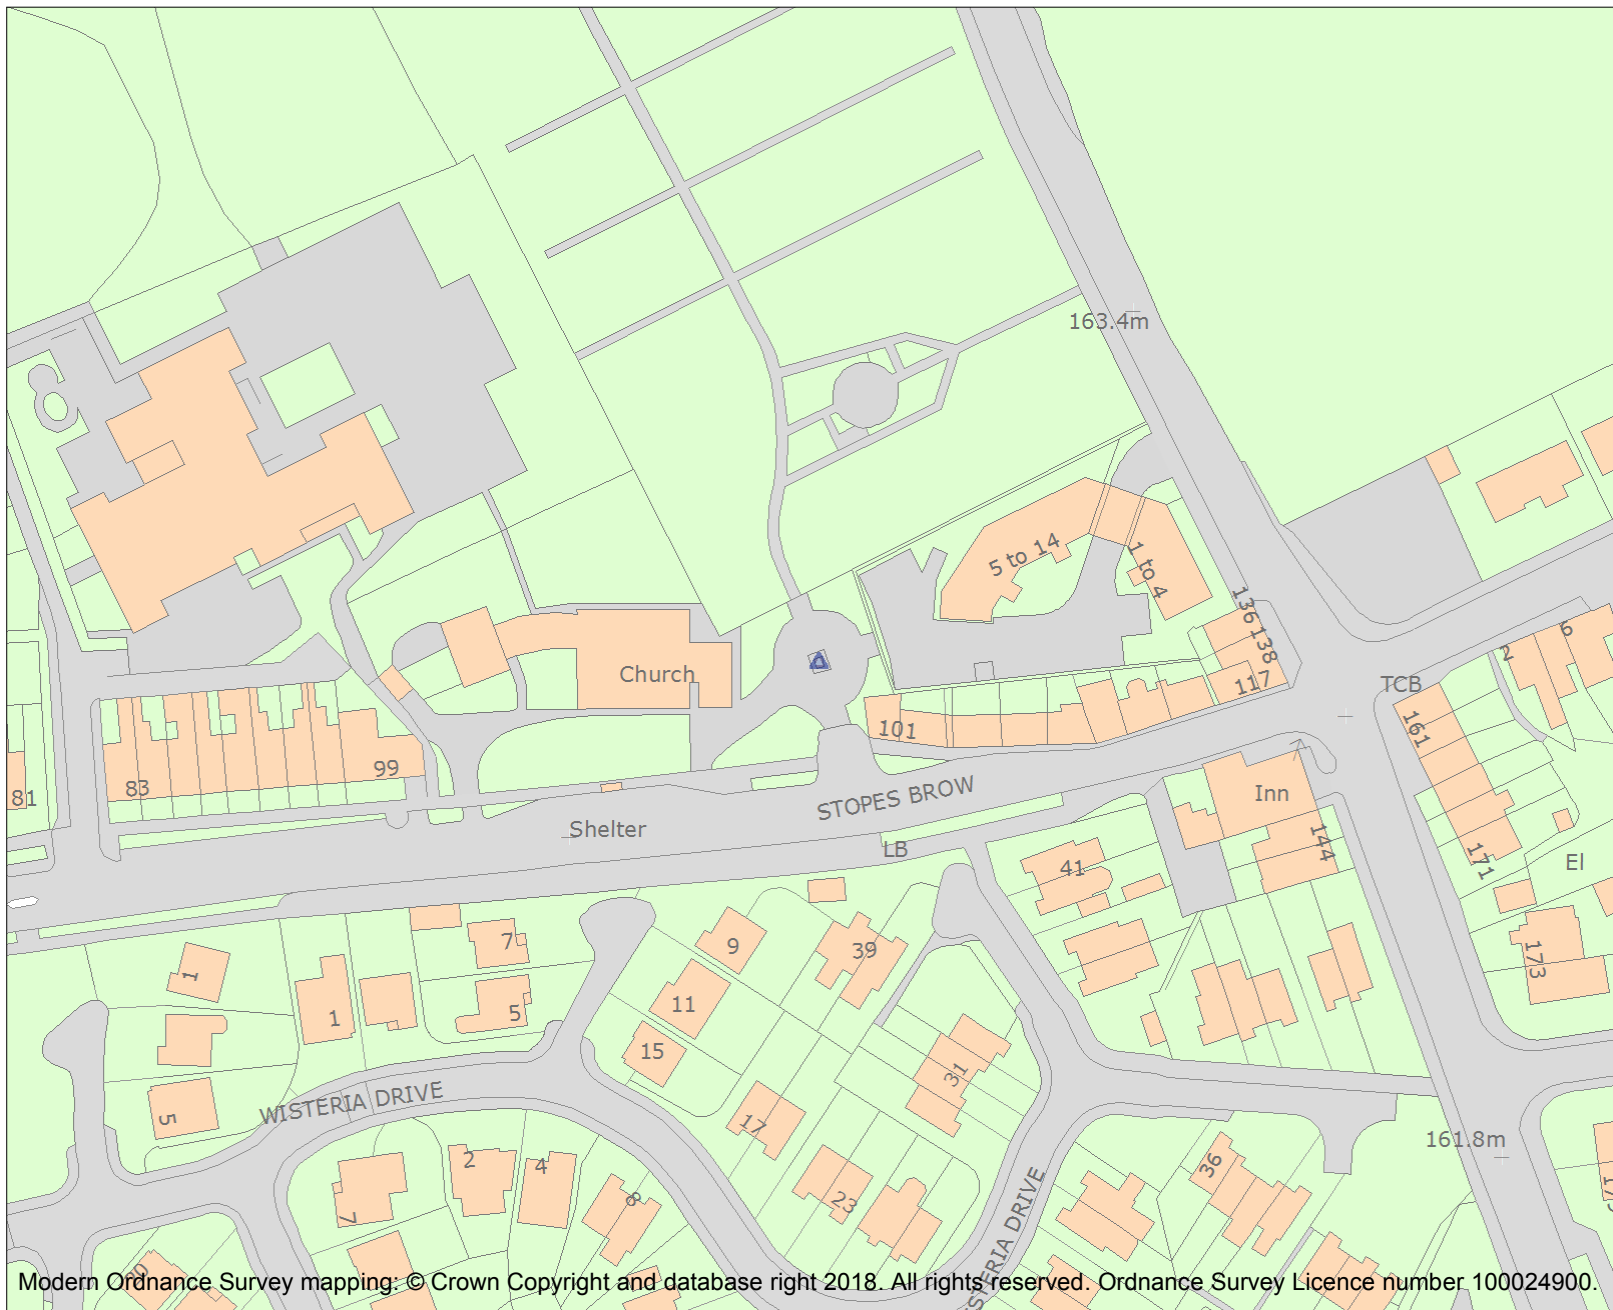 163.4m
5 to 14
1 to 4
136
138
117
2
6
Church
TCB
101
161
99
83
81
STOPES BROW
Inn
Shelter
LB
144
171
El
41
7
9
39
1
173
11
5
1
15
31
WISTERIA DRIVE
5
17
161.8m
2
4
36
8
23
7
WISTERIA DRIVE
Modern Ordnance Survey mapping: © Crown Copyright and database right 2018. All rights reserved. Ordnance Survey Licence number 100024900.